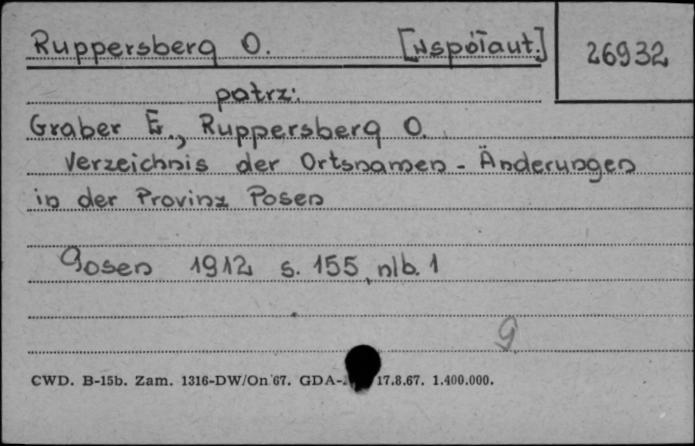 Ruppersberg O. [Współaut.] 26932
patrz:
Graber E., Ruppersberg O.
Verzeichnis der Ortsnamen - Änderungen
in der Provinz Posen
Posen 1912 s. 155, nlb. 1
g
CWD. B-15b. Zam. 1316-DW/On 67. GDA- 17.8.67. 1.400.000.